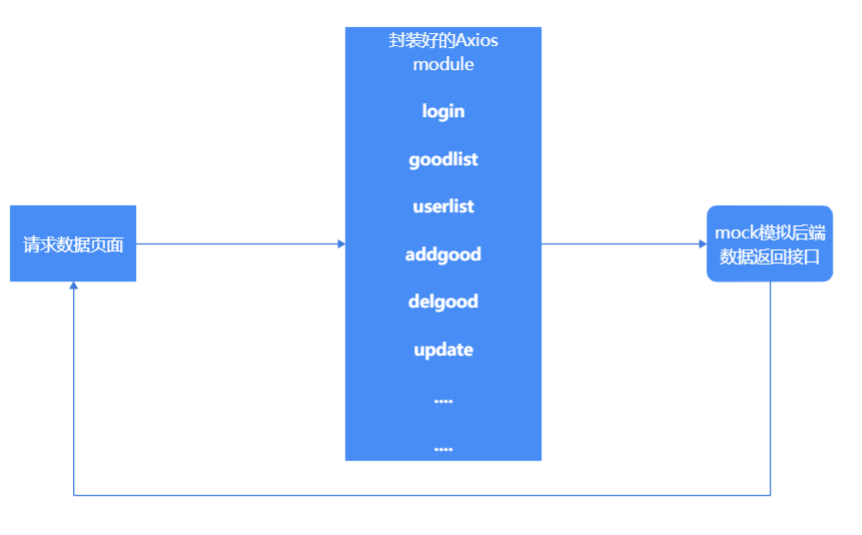 封装好的Axios
module
login
goodlist
userlist
addgood
delgood
update
....
....
请求数据页面
mock模拟后端
数据返回接口